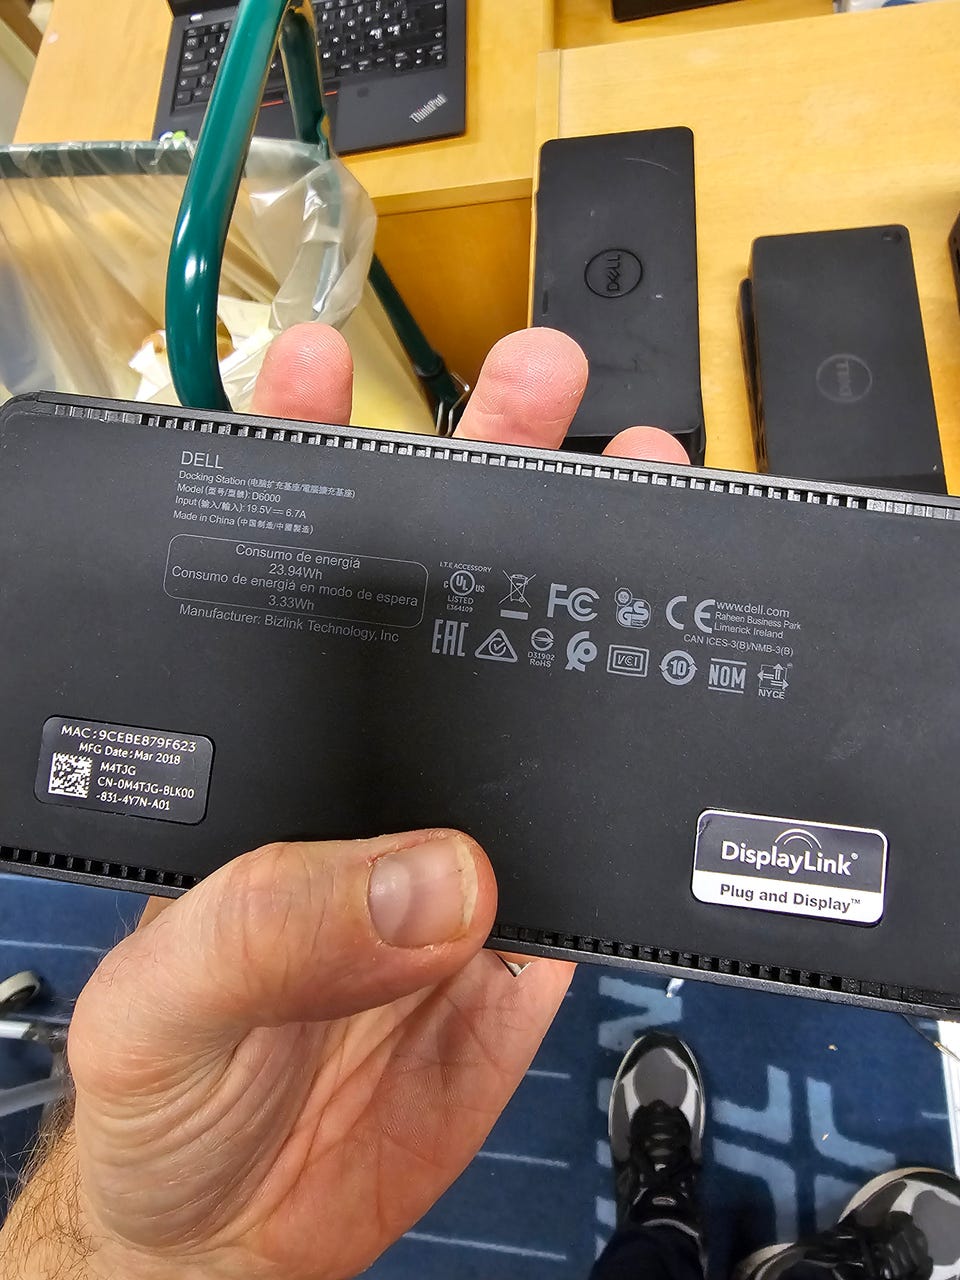 ThinkPad
DELL
DELL
DELL
Docking Station (电脑扩充基座/電腦擴充基座)
Model (型号/型號): D6000
Input (输入/輸入): 19.5V⎓6.7A
Made in China (中国制造/中國製造)
Consumo de energiá
23.94Wh
Consumo de energiá en modo de espera
3.33Wh
Manufacturer: Bizlink Technology, Inc
I.T.E ACCESSORY
c UL US
LISTED
E364109
FC
GS
CE
www.dell.com
Raheen Business Park
Limerick Ireland
CAN ICES-3(B)/NMB-3(B)
EAC
D31902
RoHS
VCI
10
NOM
NYCE
MAC:9CEBE879F623
MFG Date:Mar 2018
M4TJG
CN-0M4TJG-BLK00
-831-4Y7N-A01
DisplayLink®
Plug and Display™